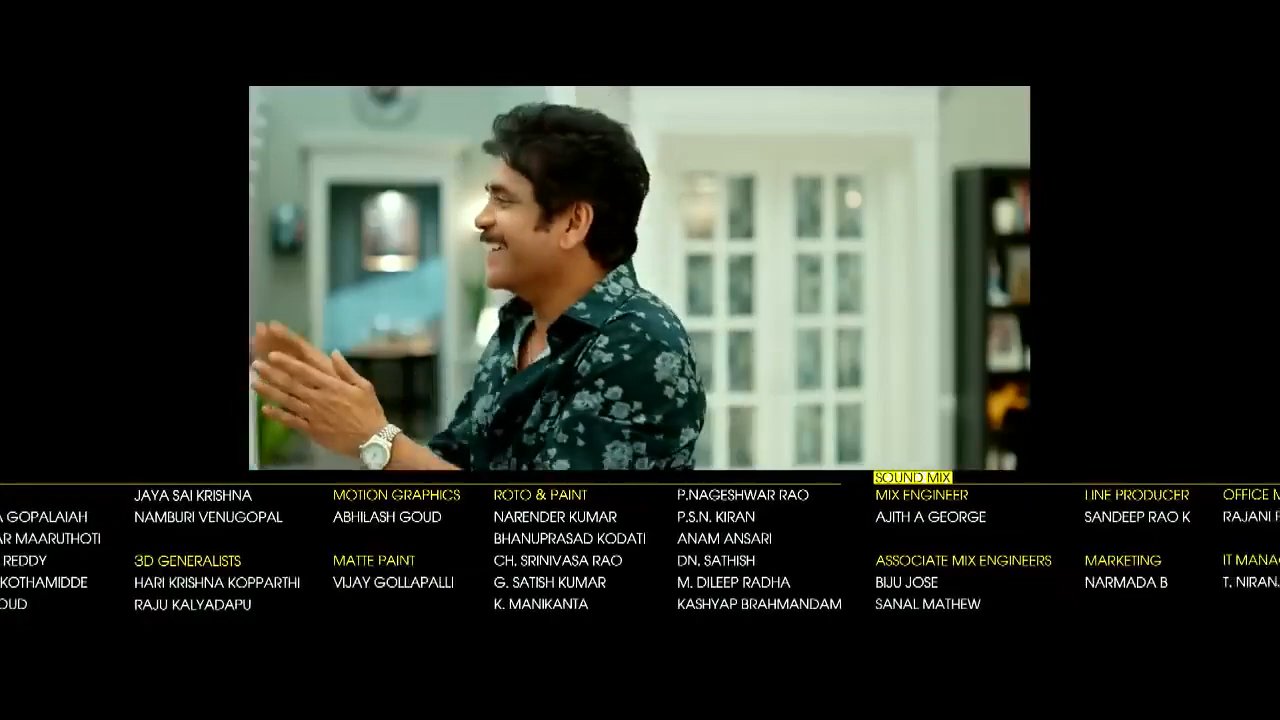 JAYA SAI KRISHNA
NAMBURI VENUGOPAL
3D GENERALISTS
HARI KRISHNA KOPPARTHI
RAJU KALYADAPU
GOPALAIAH
MAARUTHOTI
REDDY
KOTHAMIDDE
MOTION GRAPHICS
ABHILASH GOUD
MATTE PAINT
VIJAY GOLLAPALLI
ROTO & PAINT
NARENDER KUMAR
BHANUPRASAD KODATI
CH. SRINIVASA RAO
G. SATISH KUMAR
K. MANIKANTA
P.NAGESHWAR RAO
P.S.N. KIRAN
ANAM ANSARI
DN. SATHISH
M. DILEEP RADHA
KASHYAP BRAHMANDAM
SOUND MIX
MIX ENGINEER
AJITH A GEORGE
ASSOCIATE MIX ENGINEERS
BIJU JOSE
SANAL MATHEW
LINE PRODUCER
SANDEEP RAO K
MARKETING
NARMADA B
OFFICE
IT
T.